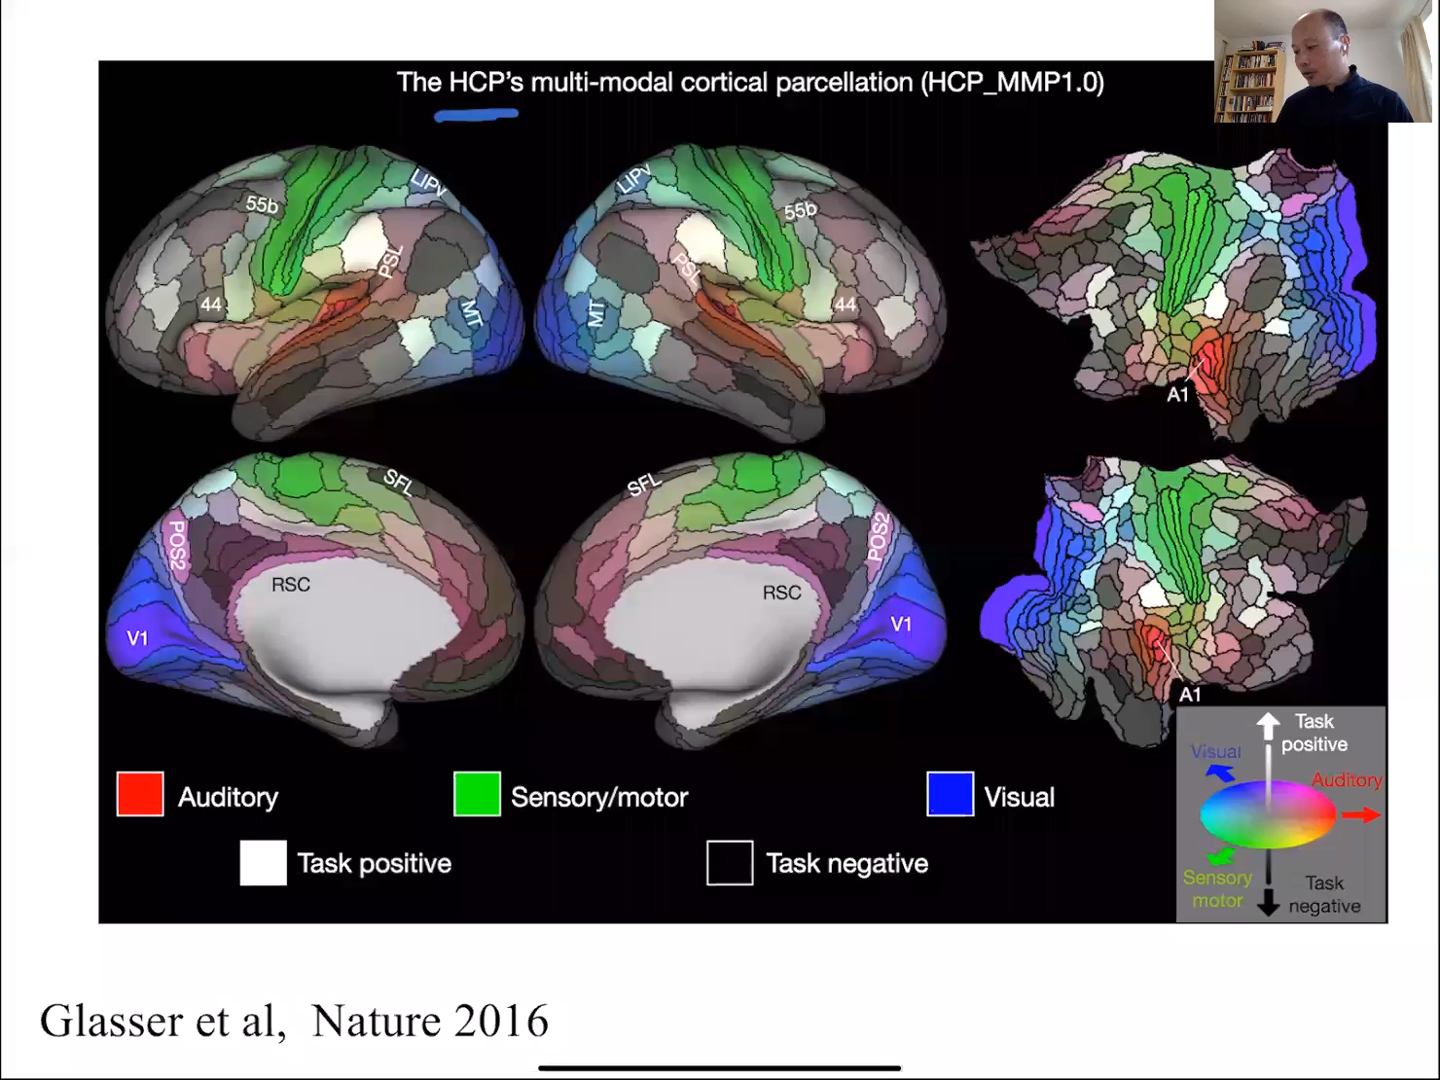 The HCP's multi-modal cortical parcellation (HCP_MMP1.0)
55b
LIPv
PSL
44
MT
LIPv
55b
PSL
MT
44
A1
SFL
POS2
RSC
V1
SFL
POS2
RSC
V1
A1
Task positive
Visual
Auditory
Sensory motor
Task negative
Auditory
Sensory/motor
Visual
Task positive
Task negative
Glasser et al, Nature 2016